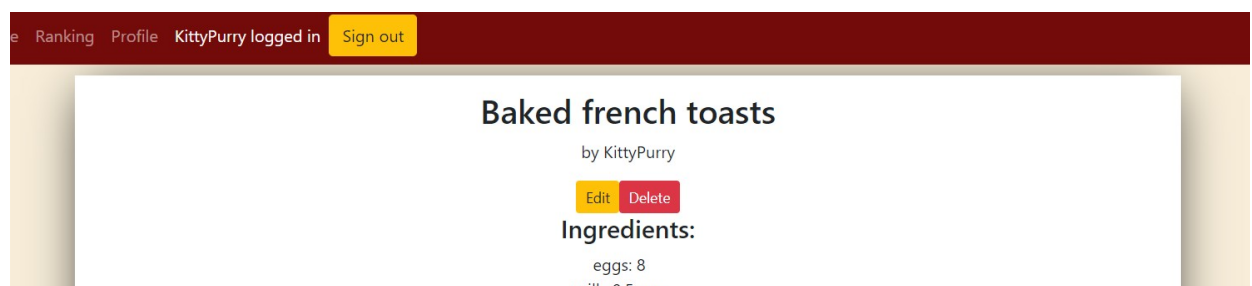 e Ranking Profile KittyPurry logged in Sign out
Baked french toasts
by KittyPurry
Edit Delete
Ingredients:
eggs: 8